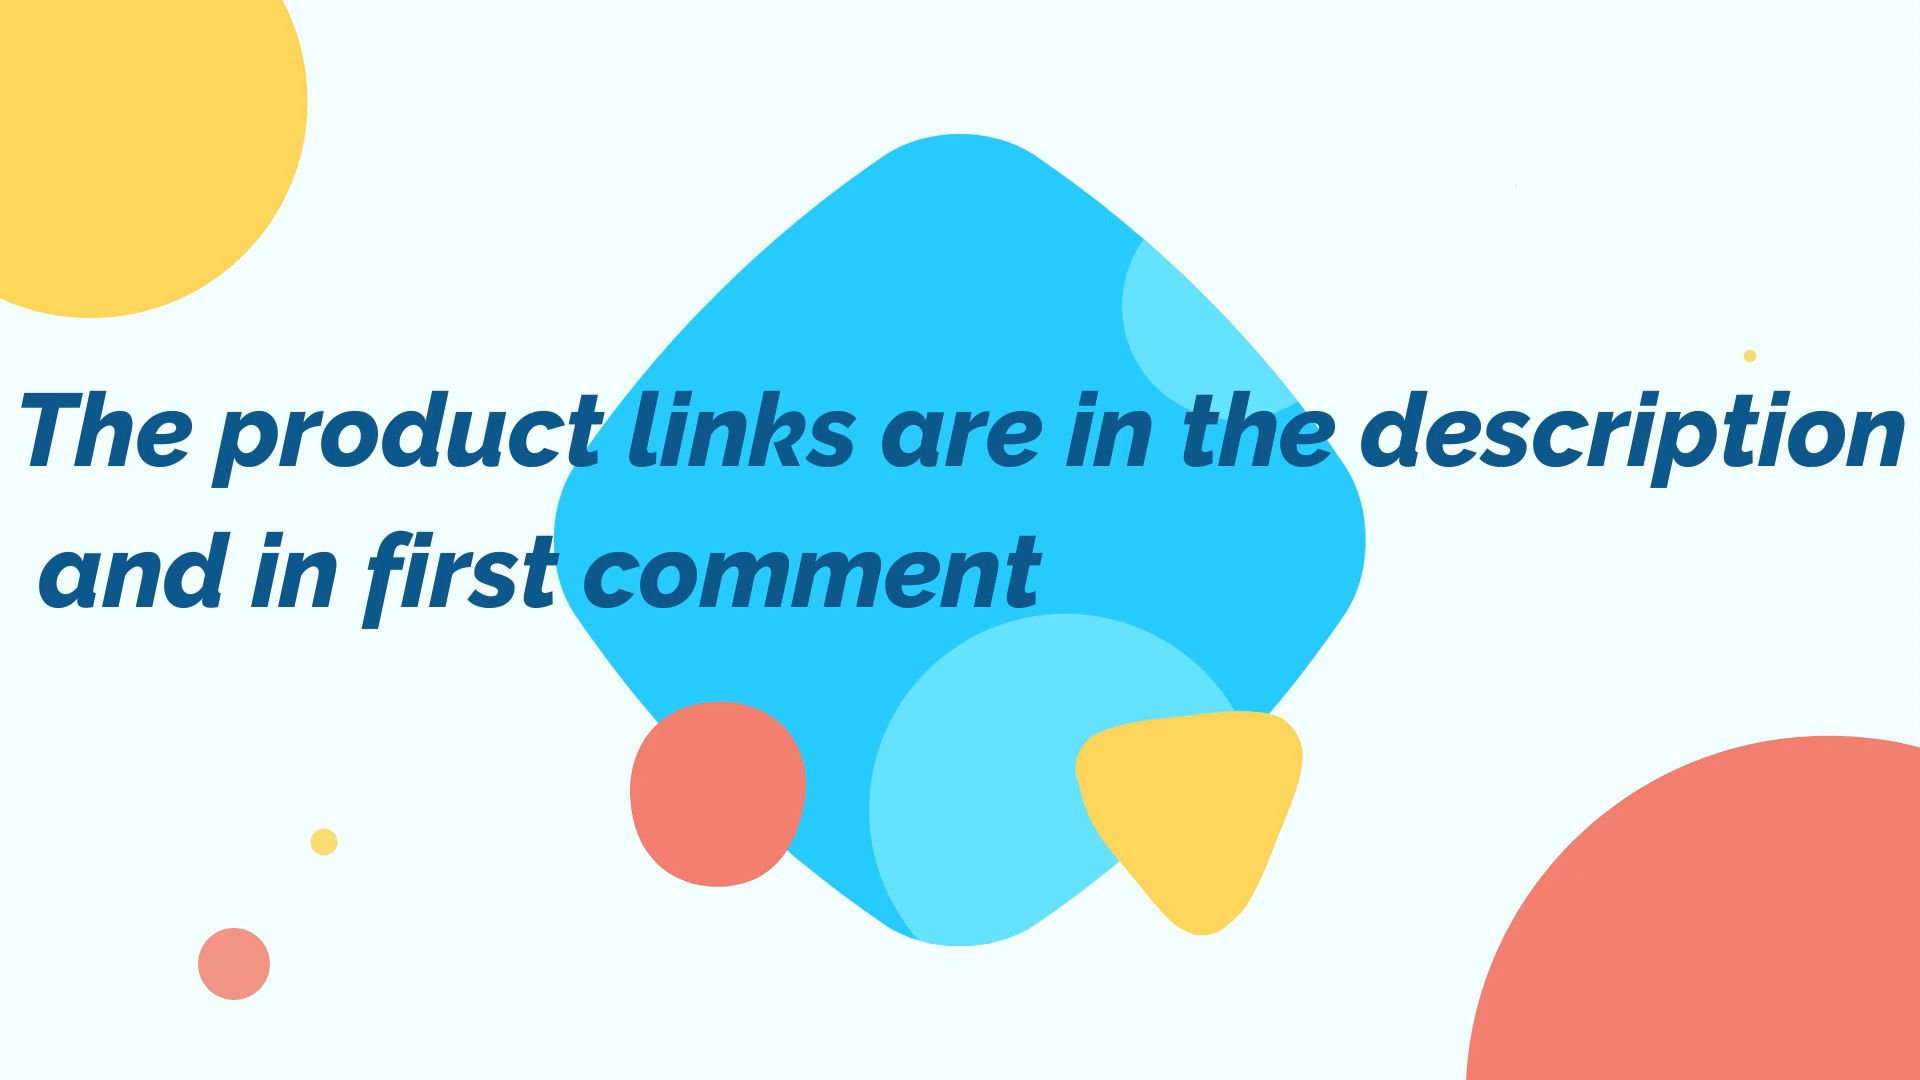 The product links are in the description
and in first comment